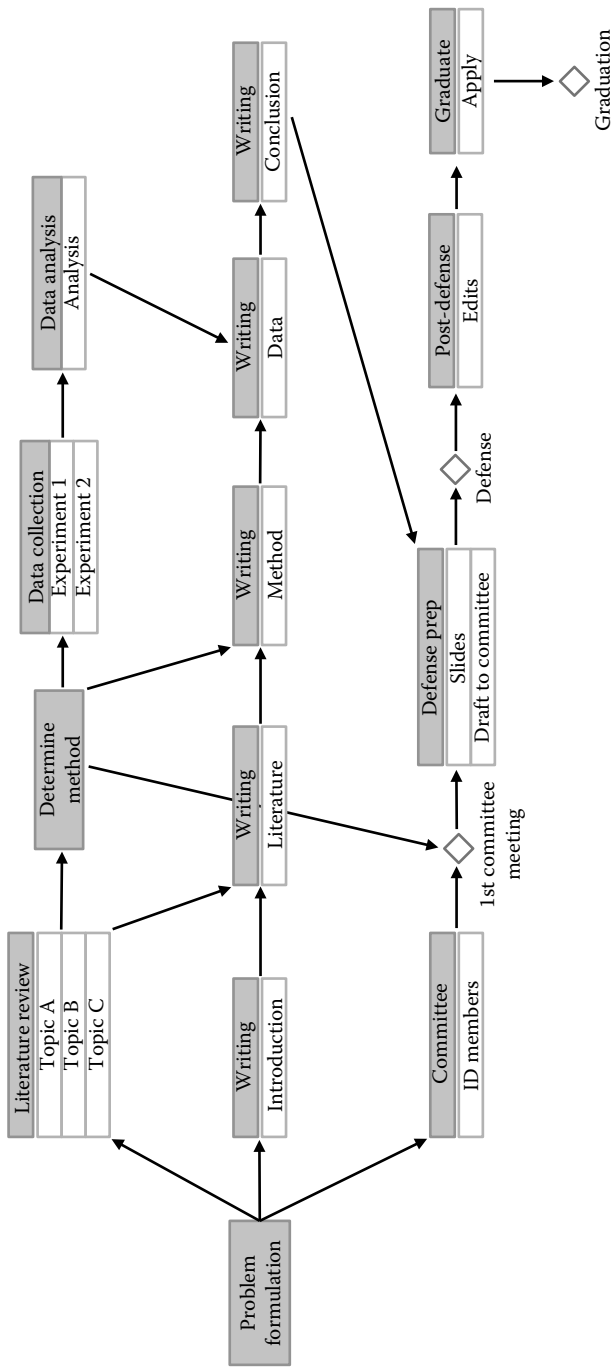 Problem
formulation
Literature review
Topic A
Topic B
Topic C
Determine
method
Data collection
Experiment 1
Experiment 2
Data analysis
Analysis
Writing
Introduction
Writing
Literature
Writing
Method
Writing
Data
Writing
Conclusion
Committee
ID members
1st committee
meeting
Defense prep
Slides
Draft to committee
Defense
Post-defense
Edits
Graduate
Apply
Graduation